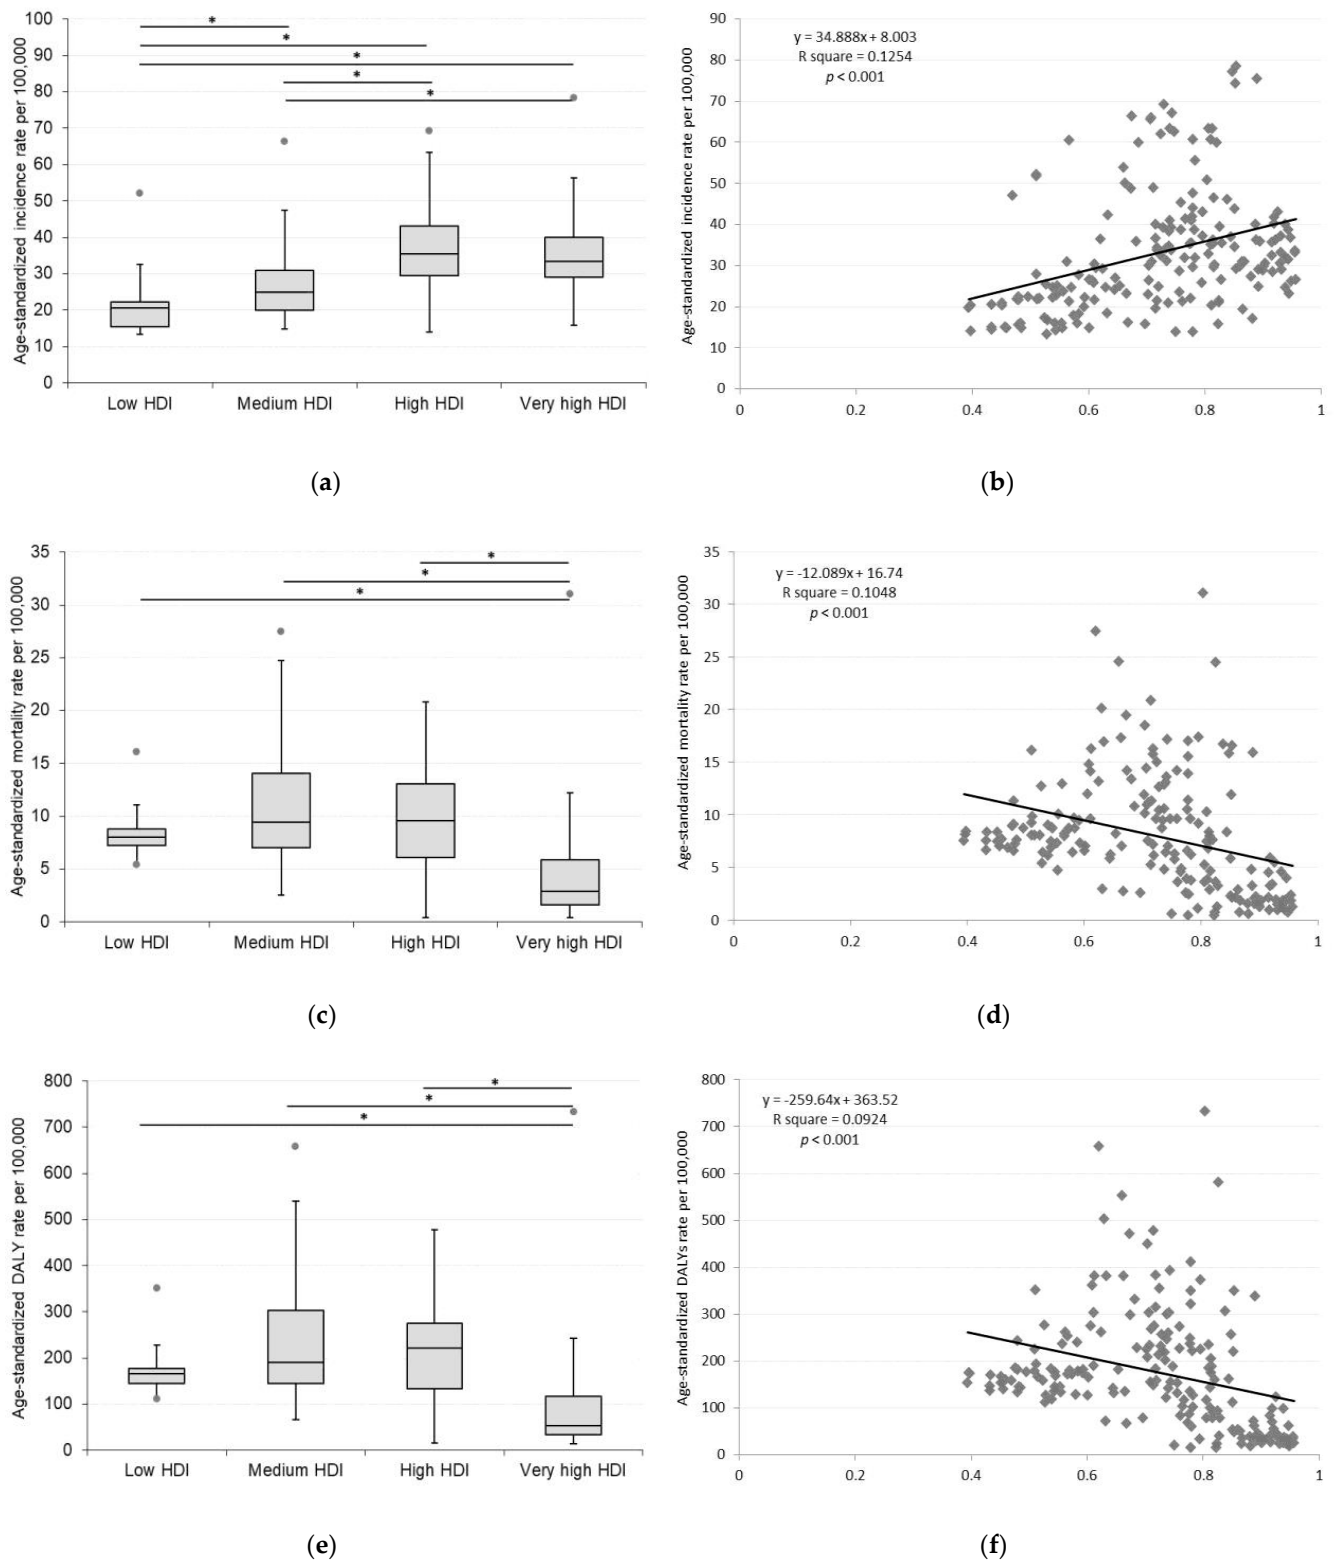 Age-standardized incidence rate per 100,000
100
90
80
70
60
50
40
30
20
10
0
*
*
*
*
*
Low HDI
Medium HDI
High HDI
Very high HDI
(a)
Age-standardized incidence rate per 100,000
90
80
70
60
50
40
30
20
10
0
y = 34.888x + 8.003
R square = 0.1254
p < 0.001
0
0.2
0.4
0.6
0.8
1
(b)
Age-standardized mortality rate per 100,000
35
30
25
20
15
10
5
0
*
*
*
Low HDI
Medium HDI
High HDI
Very high HDI
(c)
Age-standardized mortality rate per 100,000
35
30
25
20
15
10
5
0
y = -12.089x + 16.74
R square = 0.1048
p < 0.001
0
0.2
0.4
0.6
0.8
1
(d)
Age-standardized DALY rate per 100,000
800
700
600
500
400
300
200
100
0
*
*
*
Low HDI
Medium HDI
High HDI
Very high HDI
(e)
Age-standardized DALYs rate per 100,000
800
700
600
500
400
300
200
100
0
y = -259.64x + 363.52
R square = 0.0924
p < 0.001
0
0.2
0.4
0.6
0.8
1
(f)